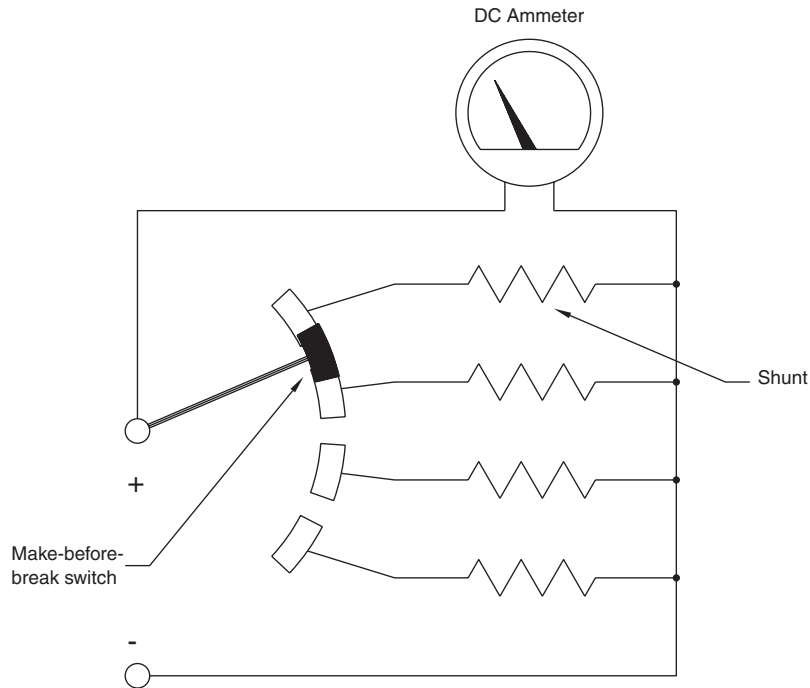 DC Ammeter
Shunt
+
Make-before-
break switch
-